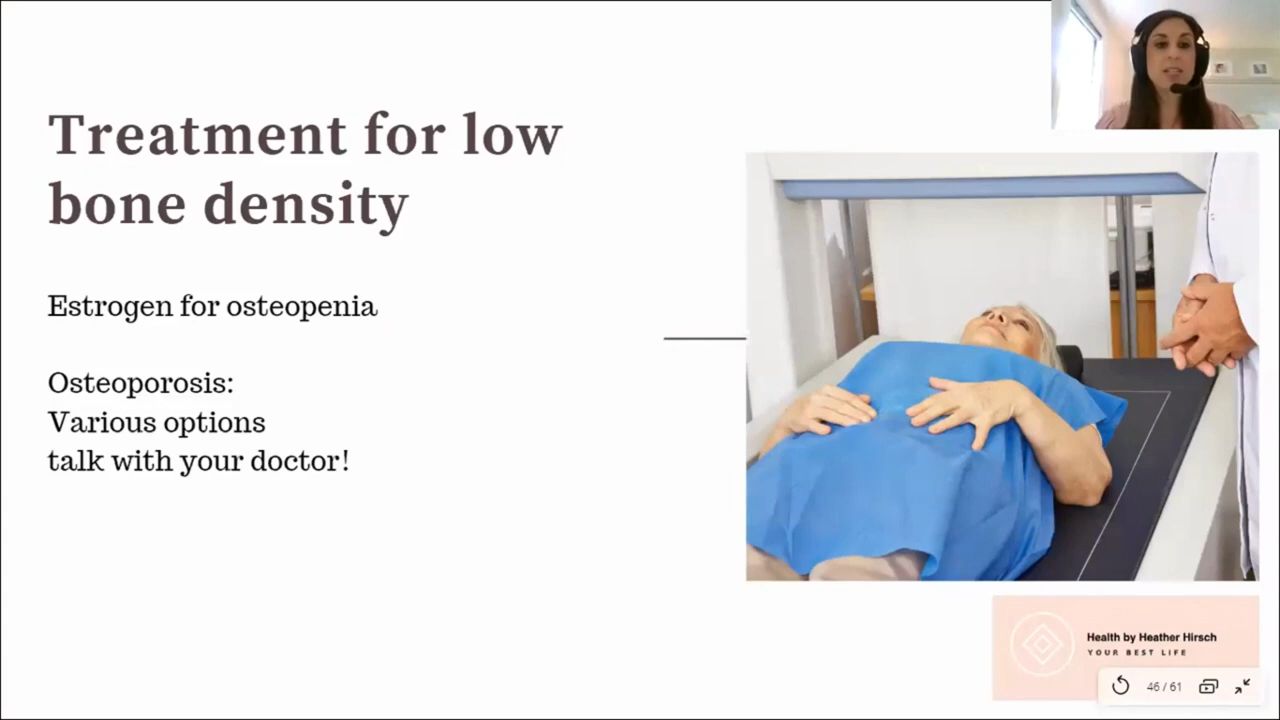 Treatment for low
bone density
Estrogen for osteopenia
Osteoporosis:
Various options
talk with your doctor!
Health by Heather Hirsch
YOUR BEST LIFE
46 / 61